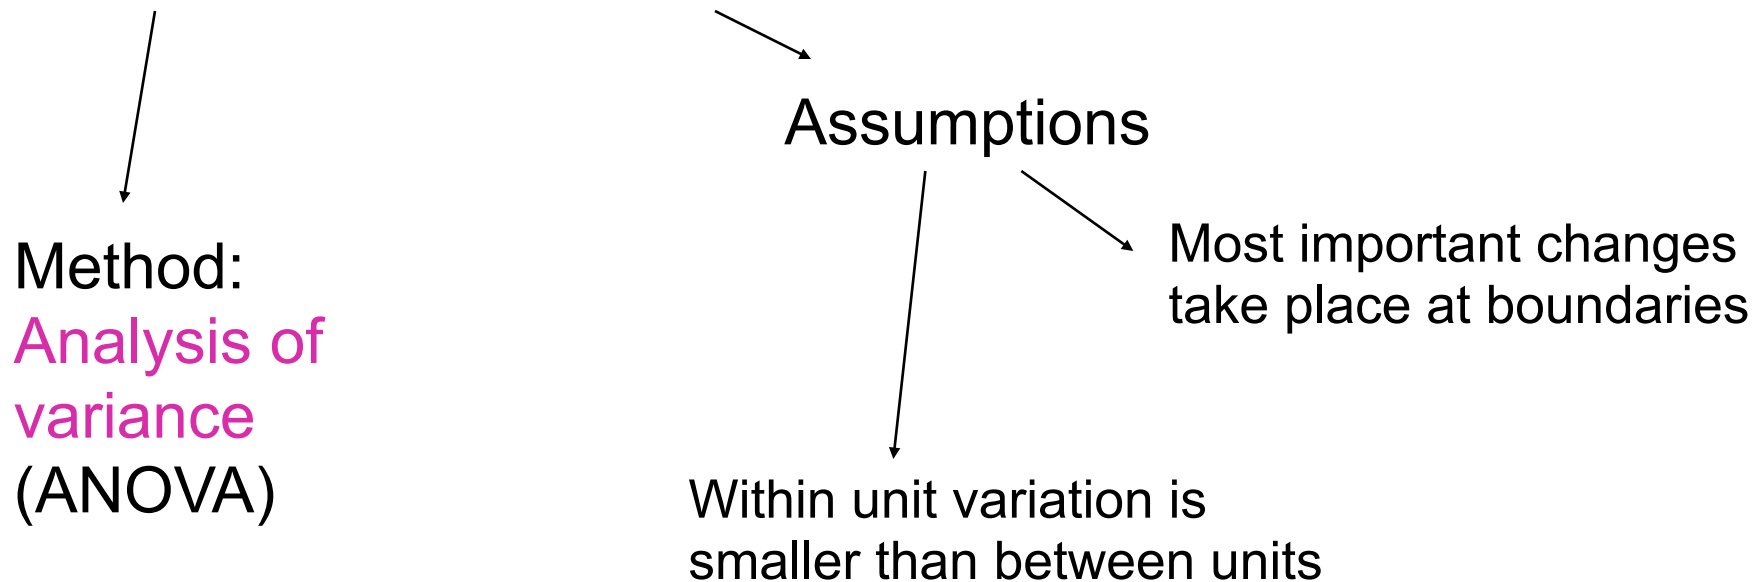 Assumptions
Method:
Analysis of
variance
(ANOVA)
Most important changes
take place at boundaries
Within unit variation is
smaller than between units